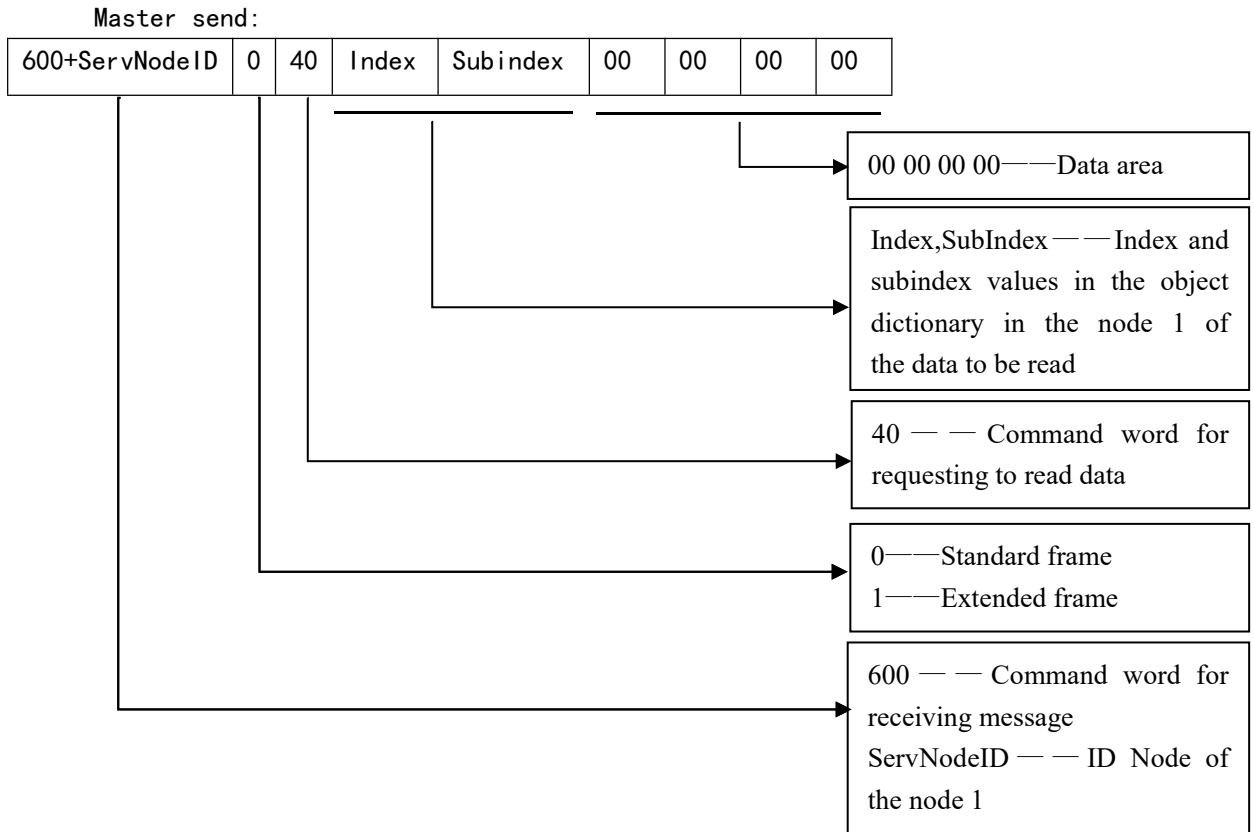 Master send:
600+ServNodeID 0 40 Index Subindex 00 00 00 00
00 00 00 00——Data area
Index,SubIndex——Index and
subindex values in the object
dictionary in the node 1 of
the data to be read
40 —— Command word for
requesting to read data
0——Standard frame
1——Extended frame
600 —— Command word for
receiving message
ServNodeID —— ID Node of
the node 1